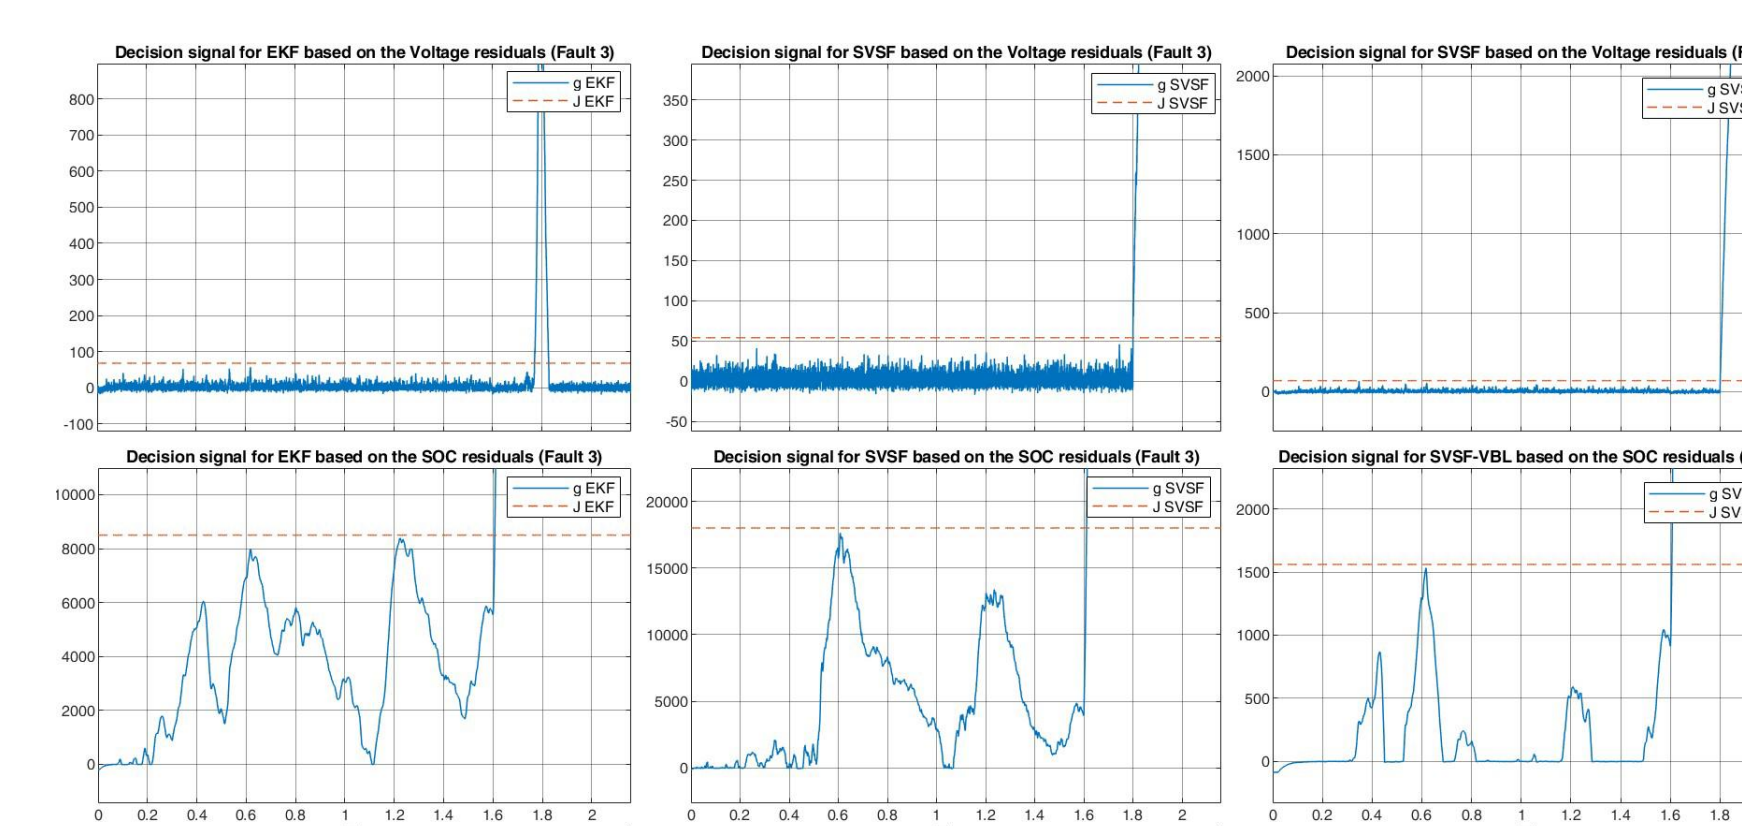 Decision signal for EKF based on the Voltage residuals (Fault 3)
g EKF
J EKF
800
700
600
500
400
300
200
100
0
-100
Decision signal for SVSF based on the Voltage residuals (Fault 3)
g SVSF
J SVSF
350
300
250
200
150
100
50
0
-50
Decision signal for SVSF based on the Voltage residuals
g
J
2000
1500
1000
500
0
Decision signal for EKF based on the SOC residuals (Fault 3)
g EKF
J EKF
10000
8000
6000
4000
2000
0
0 0.2 0.4 0.6 0.8 1 1.2 1.4 1.6 1.8 2
Decision signal for SVSF based on the SOC residuals (Fault 3)
g SVSF
J SVSF
20000
15000
10000
5000
0
0 0.2 0.4 0.6 0.8 1 1.2 1.4 1.6 1.8 2
Decision signal for SVSF-VBL based on the SOC residuals
g
J
2000
1500
1000
500
0
0 0.2 0.4 0.6 0.8 1 1.2 1.4 1.6 1.8